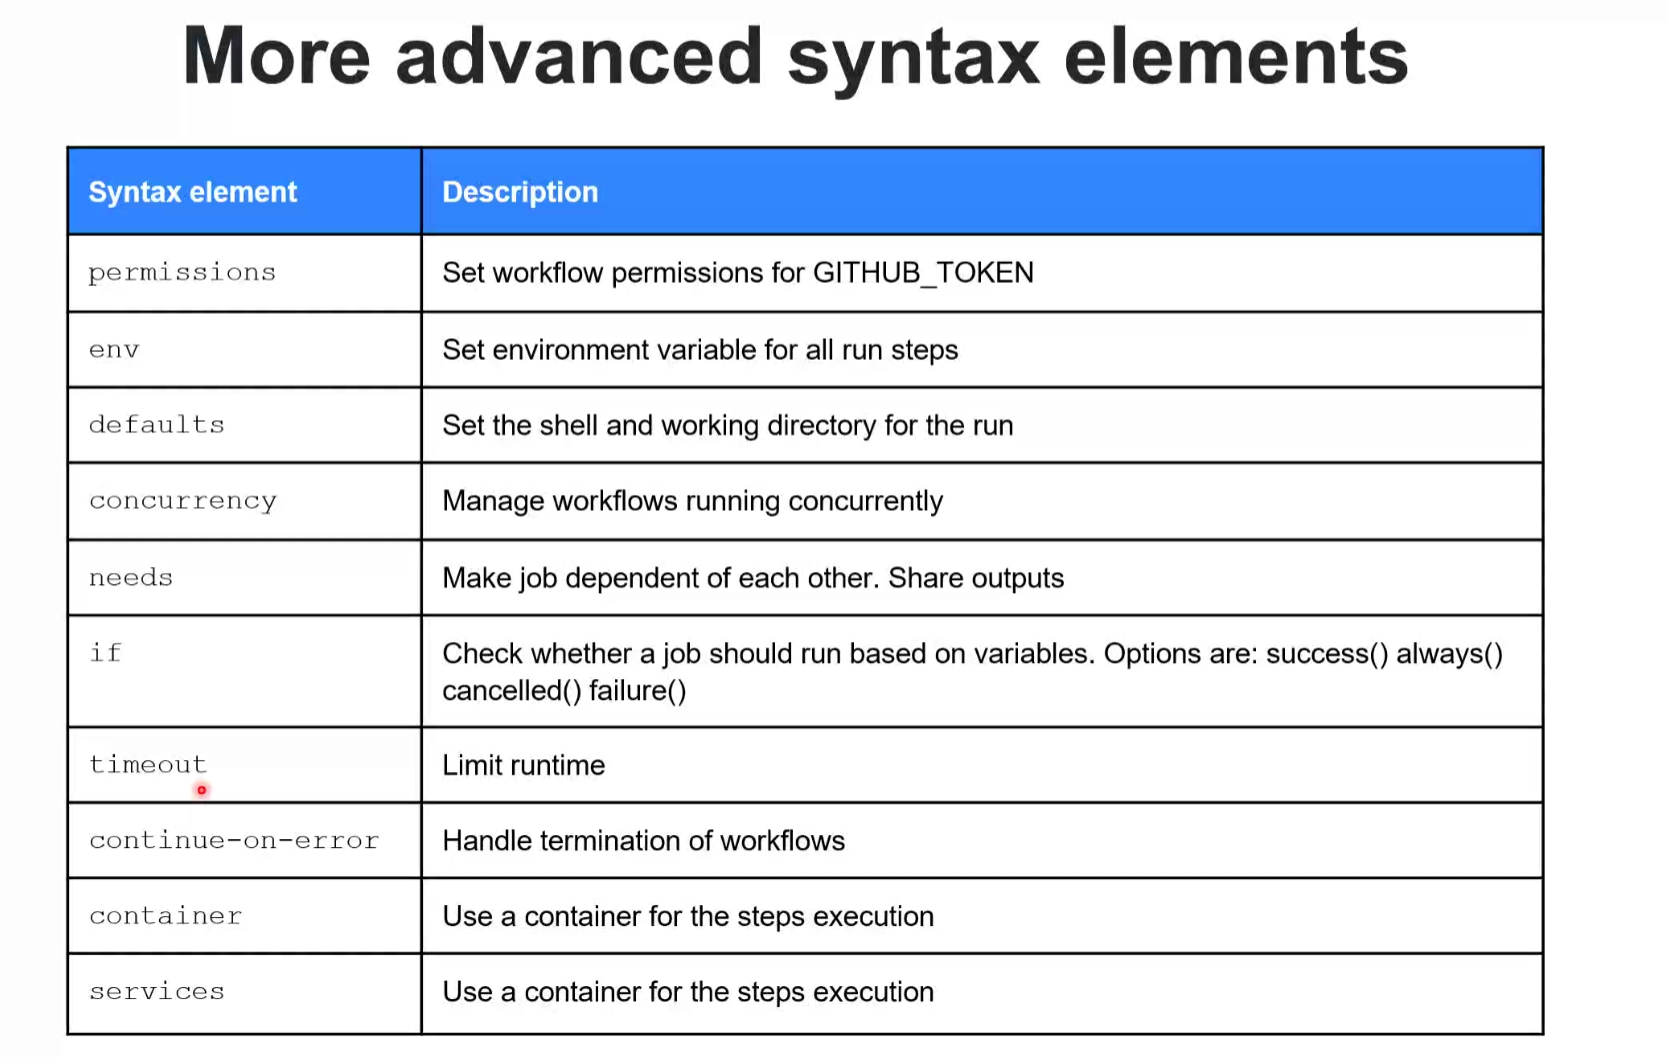 More advanced syntax elements
Syntax element
Description
permissions
Set workflow permissions for GITHUB_TOKEN
env
Set environment variable for all run steps
defaults
Set the shell and working directory for the run
concurrency
Manage workflows running concurrently
needs
Make job dependent of each other. Share outputs
if
Check whether a job should run based on variables. Options are: success() always()
cancelled() failure()
timeout
Limit runtime
continue-on-error
Handle termination of workflows
container
Use a container for the steps execution
services
Use a container for the steps execution